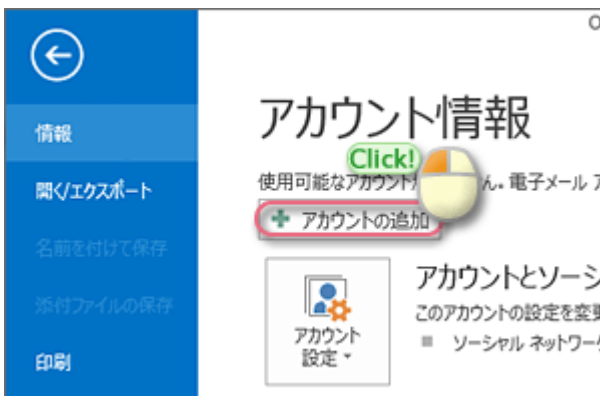 情報
開く/エクスポート
名前を付けて保存
添付ファイルの保存
印刷
アカウント情報
Click!
使用可能なアカウント ん。電子メール
アカウントの追加
アカウント
設定
アカウントとソーシ
このアカウントの設定を変更
ソーシャル ネットワーク